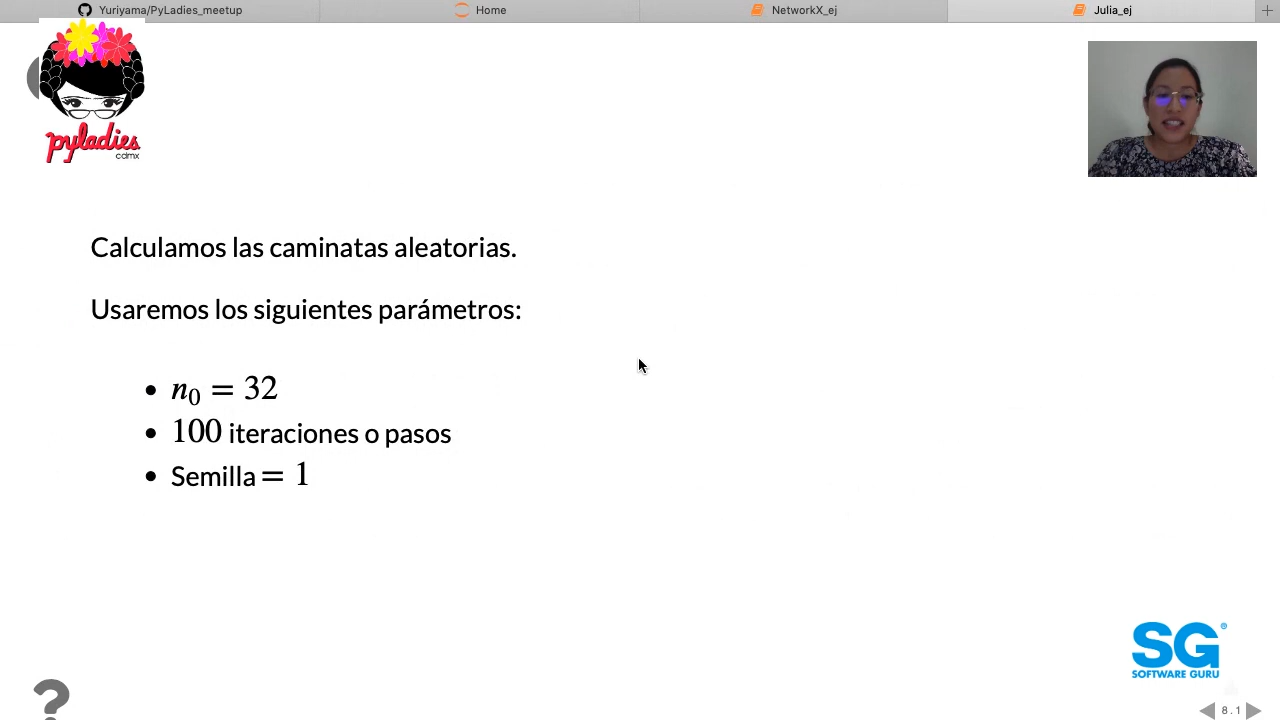 Yuriyama/PyLadies_meetup
Home
NetworkX_ej
Julia_ej
pyladies
cdmx
Calculamos las caminatas aleatorias.
Usaremos los siguientes parámetros:
• n₀ = 32
• 100 iteraciones o pasos
• Semilla = 1
SG®
SOFTWARE GURU
?
8.1